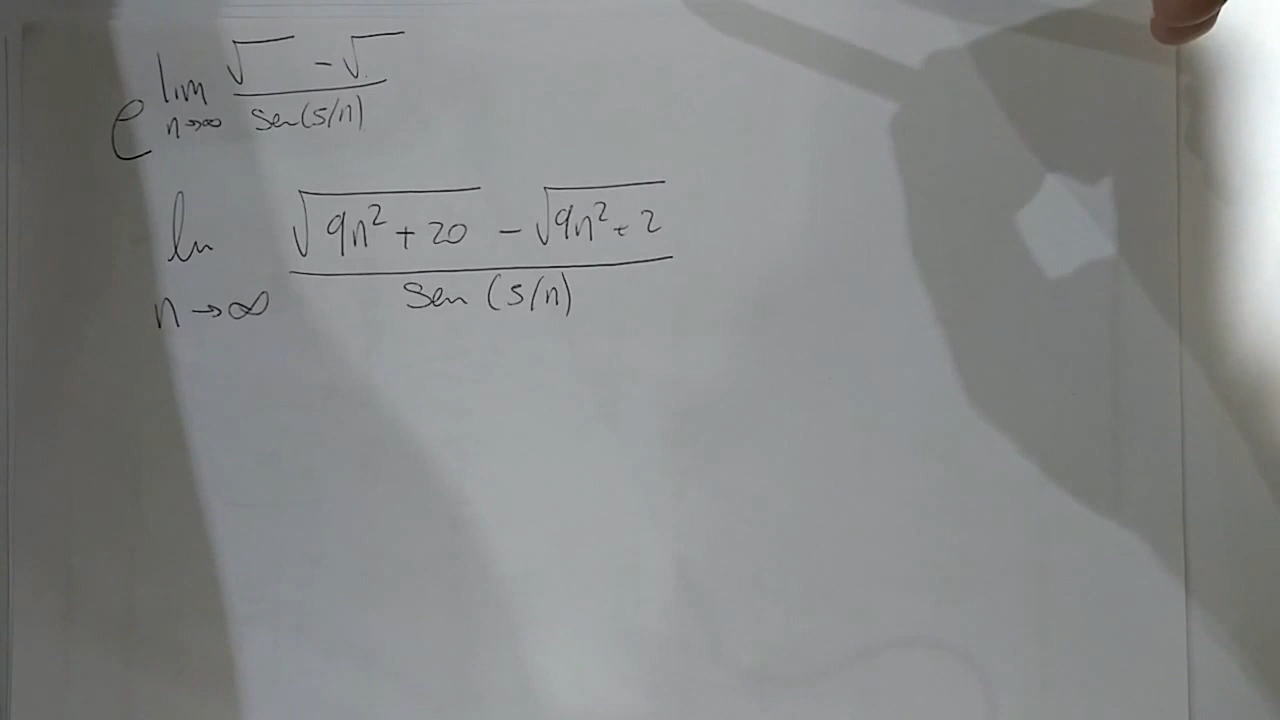 e^{lim_{n→∞} (√ - √)/(sen(5/n))}
lim_{n→∞} (√(9n² + 20) - √(9n² + 2))/(sen (5/n))